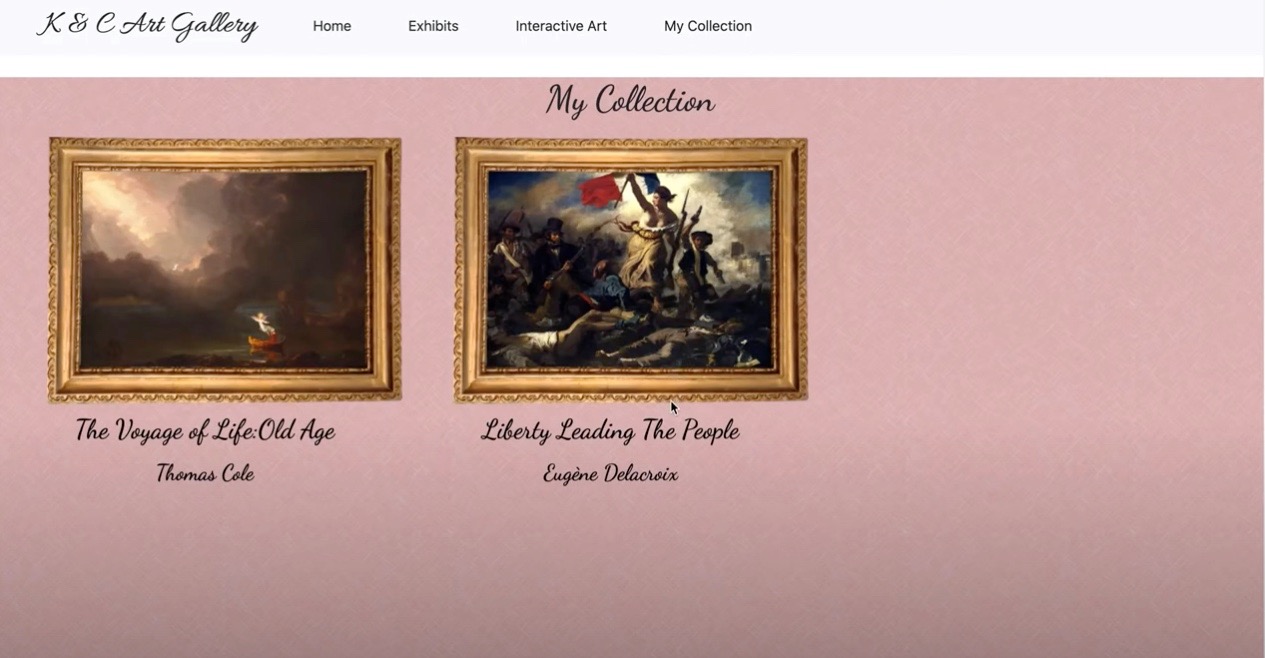 K & C Art Gallery Home Exhibits Interactive Art My Collection
My Collection
The Voyage of Life:Old Age
Thomas Cole
Liberty Leading The People
Eugène Delacroix